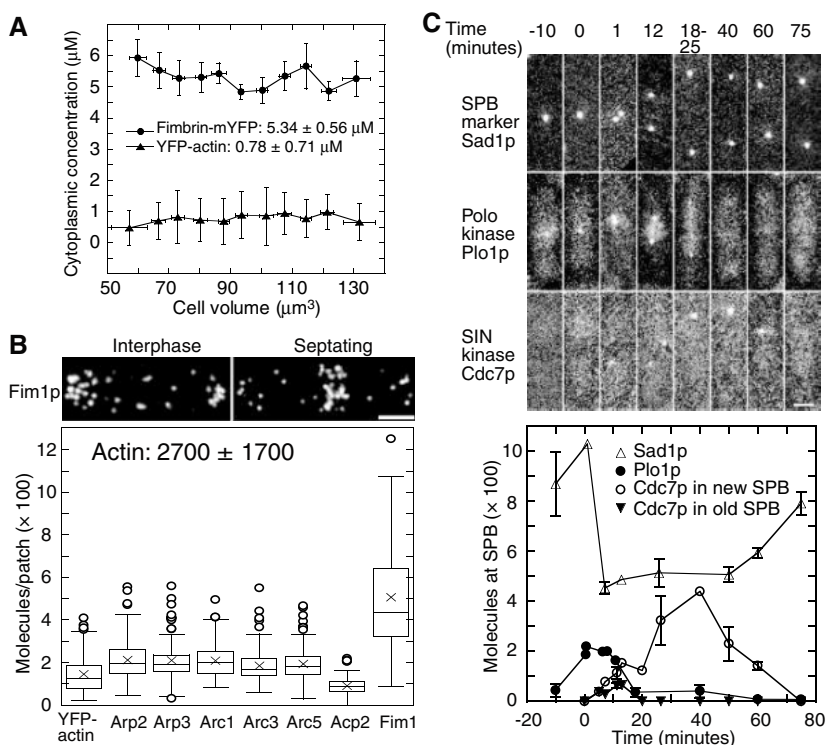 A
Cytoplasmic concentration (µM)
6
5
4
3
2
1
0
Fimbrin-mYFP: 5.34 ± 0.56 µM
YFP-actin: 0.78 ± 0.71 µM
50 70 90 110 130
Cell volume (µm³)
B
Interphase Septating
Fim1p
Molecules/patch (× 100)
12
10
8
6
4
2
0
Actin: 2700 ± 1700
YFP-actin Arp2 Arp3 Arc1 Arc3 Arc5 Acp2 Fim1
C
Time (minutes) -10 0 1 12 18-25 40 60 75
SPB
marker
Sad1p
Polo
kinase
Plo1p
SIN
kinase
Cdc7p
Molecules at SPB (× 100)
10
8
6
4
2
0
Sad1p
Plo1p
Cdc7p in new SPB
Cdc7p in old SPB
-20 0 20 40 60 80
Time (minutes)